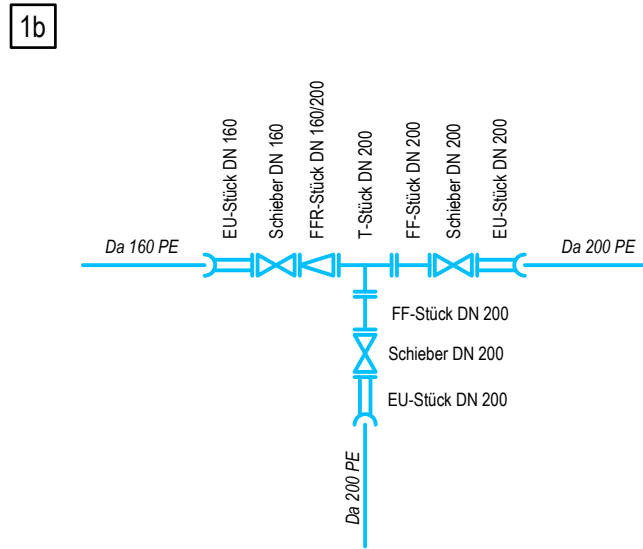 1b
EU-Stück DN 160
Schieber DN 160
FFR-Stück DN 160/200
T-Stück DN 200
FF-Stück DN 200
Schieber DN 200
EU-Stück DN 200
Da 160 PE
Da 200 PE
FF-Stück DN 200
Schieber DN 200
EU-Stück DN 200
Da 200 PE